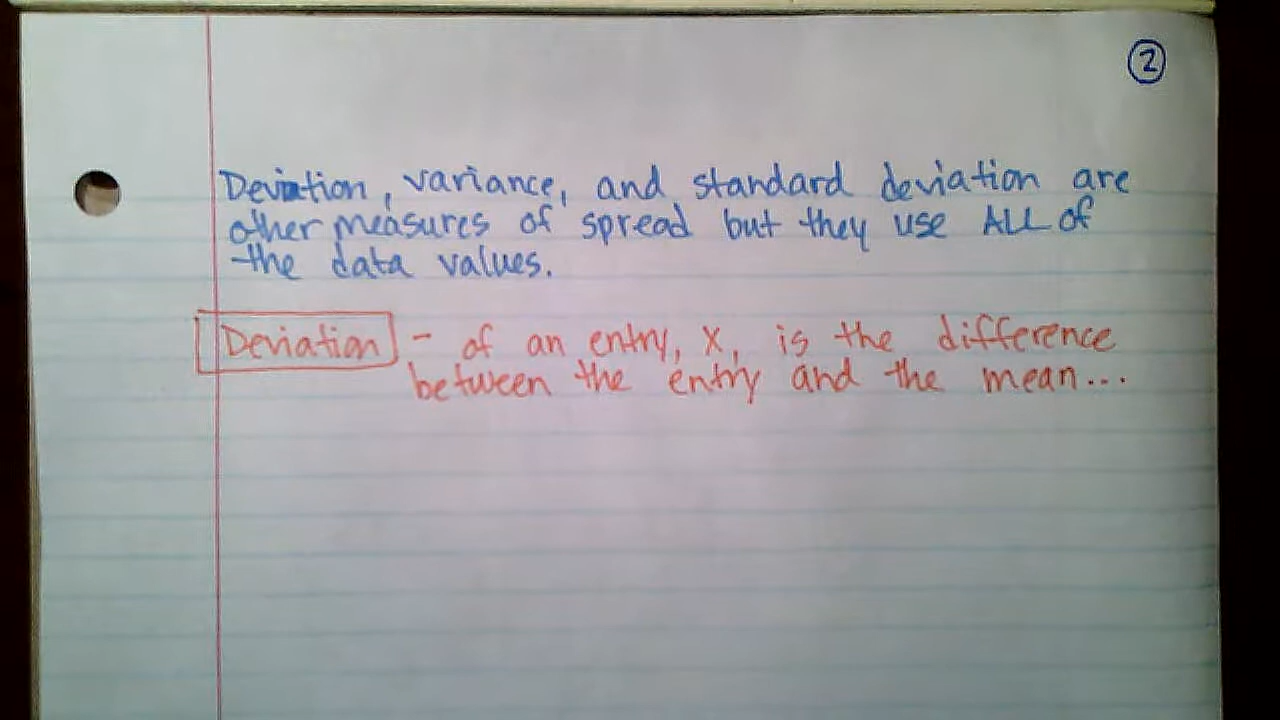 ②
Deviation, variance, and standard deviation are
other measures of spread but they use ALL of
the data values.
Deviation - of an entry, x, is the difference
between the entry and the mean...